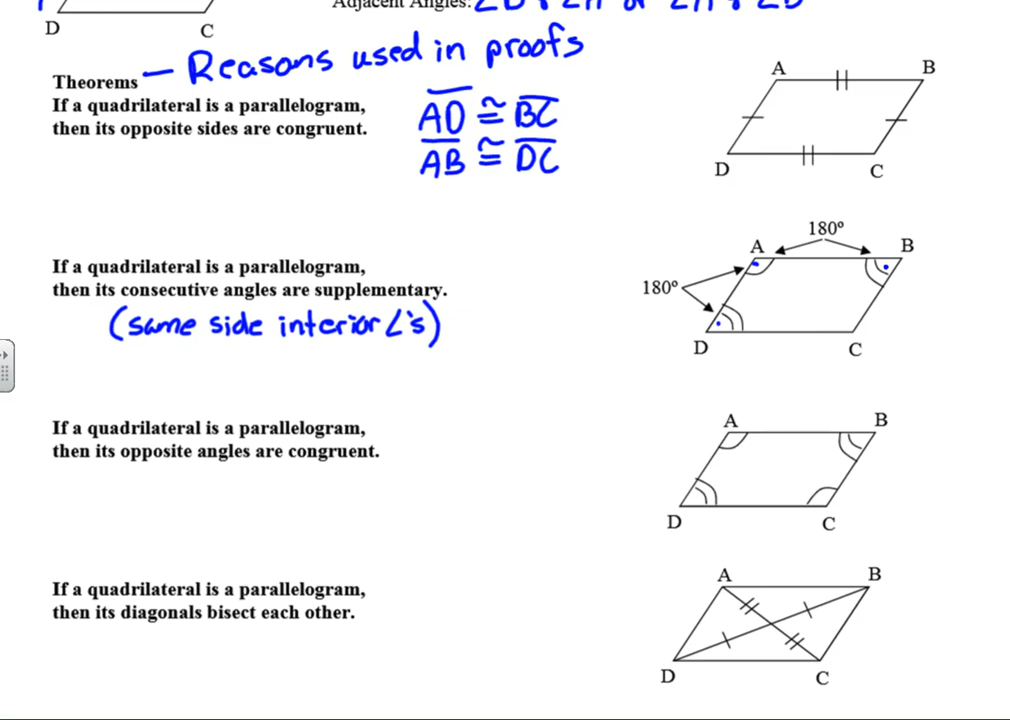 Adjacent Angles:
D C
Theorems — Reasons used in proofs
If a quadrilateral is a parallelogram,
then its opposite sides are congruent.
AD ≅ BC
AB ≅ DC
A B
D C
If a quadrilateral is a parallelogram,
then its consecutive angles are supplementary.
(same side interior ∠'s)
180º
A B
180º
D C
If a quadrilateral is a parallelogram,
then its opposite angles are congruent.
A B
D C
If a quadrilateral is a parallelogram,
then its diagonals bisect each other.
A B
D C